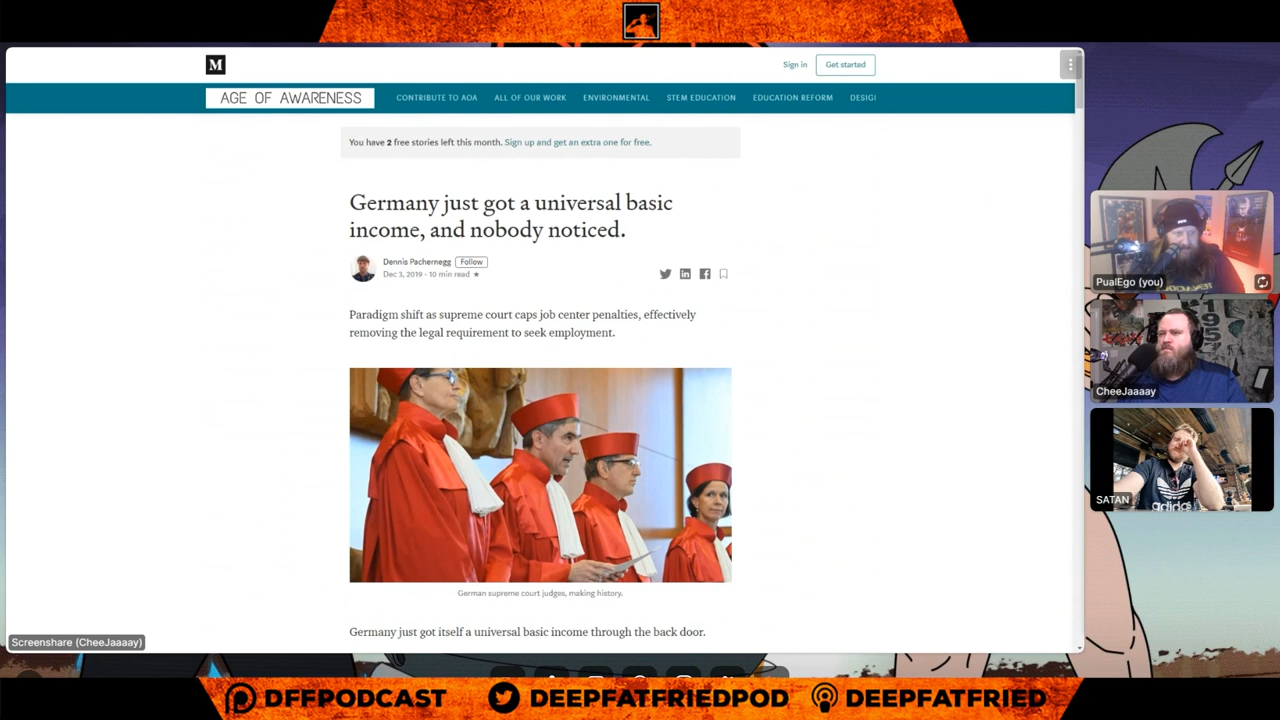 M
Sign in
Get started
AGE OF AWARENESS
CONTRIBUTE TO AOA
ALL OF OUR WORK
ENVIRONMENTAL
STEM EDUCATION
EDUCATION REFORM
DESIGI
You have 2 free stories left this month. Sign up and get an extra one for free.
Germany just got a universal basic
income, and nobody noticed.
Dennis Pachernegg
Follow
Dec 3, 2019 · 10 min read ★
Paradigm shift as supreme court caps job center penalties, effectively
removing the legal requirement to seek employment.
German supreme court judges, making history.
Germany just got itself a universal basic income through the back door.
Screenshare (CheeJaaaay)
PualEgo (you)
CheeJaaaay
SATAN
adidas
DFFPODCAST
DEEPFATFRIEDPOD
DEEPFATFRIED